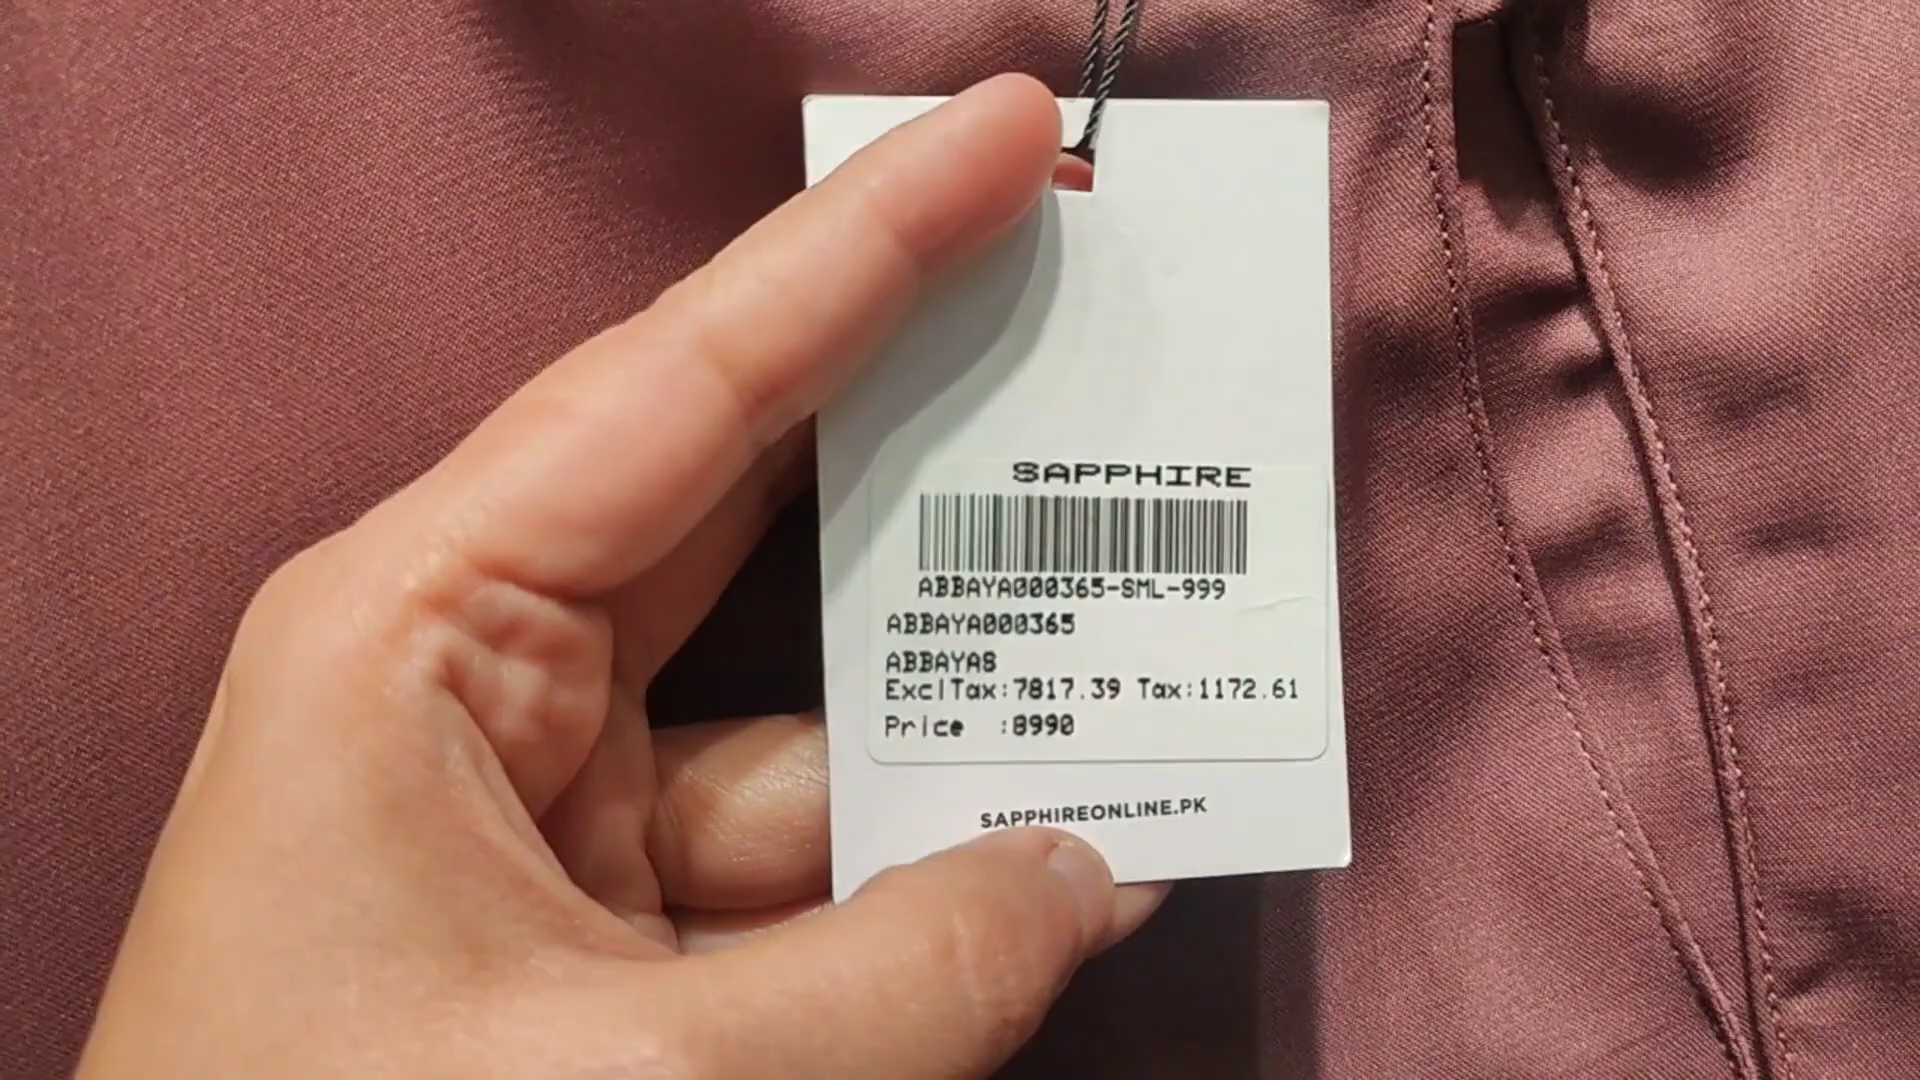 SAPPHIRE
ABBAYA000365-SML-999
ABBAYA000365
ABBAYAS
ExclTax:7817.39 Tax:1172.61
Price :8990
SAPPHIREONLINE.PK